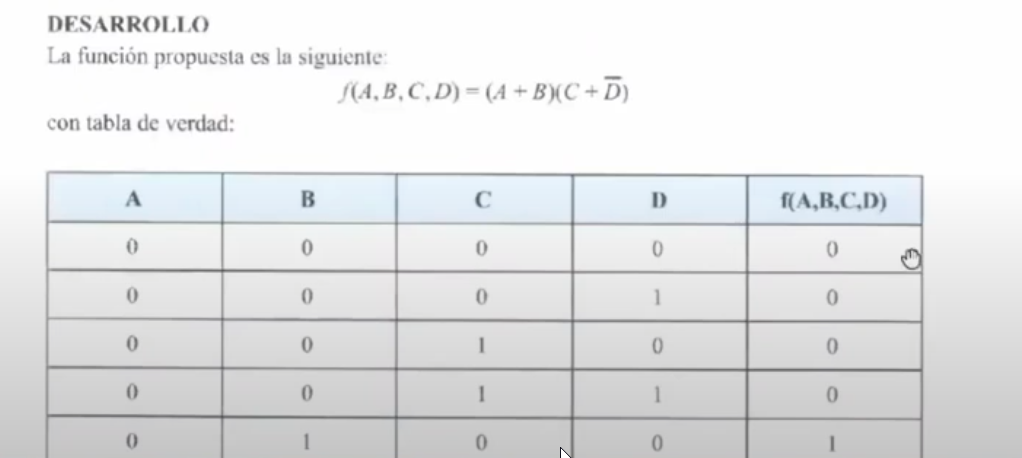 DESARROLLO
La función propuesta es la siguiente:
f(A, B, C, D) = (A + B)(C + D̅)
con tabla de verdad:
A B C D f(A,B,C,D)
0 0 0 0 0
0 0 0 1 0
0 0 1 0 0
0 0 1 1 0
0 1 0 0 1